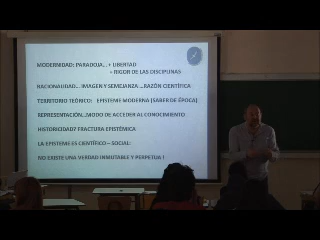 MODERNIDAD: PARADOJA... + LIBERTAD
+ RIGOR DE LAS DISCIPLINAS
RACIONALIDAD... IMAGEN Y SEMEJANZA ...RAZÓN CIENTÍFICA
TERRITORIO TEÓRICO: EPISTEME MODERNA (SABER DE ÉPOCA)
REPRESENTACIÓN....MODO DE ACCEDER AL CONOCIMIENTO
HISTORICIDAD? FRACTURA EPISTÉMICA
LA EPISTEME ES CIENTÍFICO – SOCIAL:
NO EXISTE UNA VERDAD INMUTABLE Y PERPETUA !